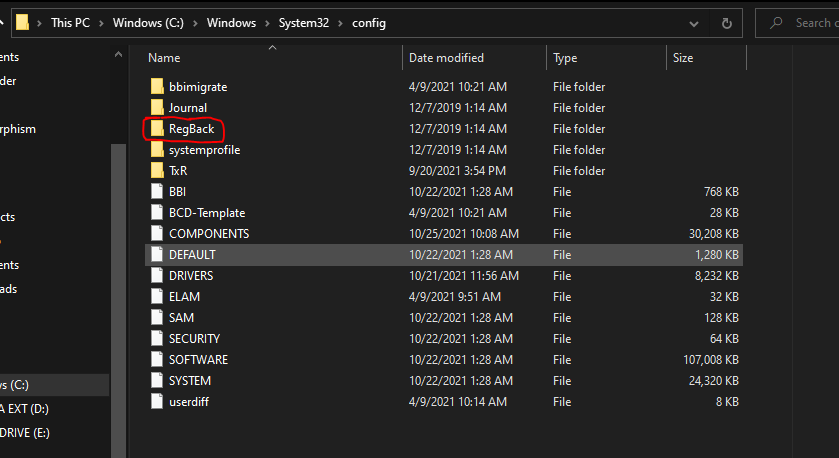 This PC > Windows (C:) > Windows > System32 > config
Search
Name Date modified Type Size
ents
der
rphism
cts
ents
ads
s (C:)
A EXT (D:)
DRIVE (E:)
bbimigrate 4/9/2021 10:21 AM File folder
Journal 12/7/2019 1:14 AM File folder
RegBack 12/7/2019 1:14 AM File folder
systemprofile 12/7/2019 1:14 AM File folder
TxR 9/20/2021 3:54 PM File folder
BBI 10/22/2021 1:28 AM File 768 KB
BCD-Template 4/9/2021 10:21 AM File 28 KB
COMPONENTS 10/25/2021 10:08 AM File 30,208 KB
DEFAULT 10/22/2021 1:28 AM File 1,280 KB
DRIVERS 10/21/2021 11:56 AM File 8,232 KB
ELAM 4/9/2021 9:51 AM File 32 KB
SAM 10/22/2021 1:28 AM File 128 KB
SECURITY 10/22/2021 1:28 AM File 64 KB
SOFTWARE 10/22/2021 1:28 AM File 107,008 KB
SYSTEM 10/22/2021 1:28 AM File 24,320 KB
userdiff 4/9/2021 10:14 AM File 8 KB